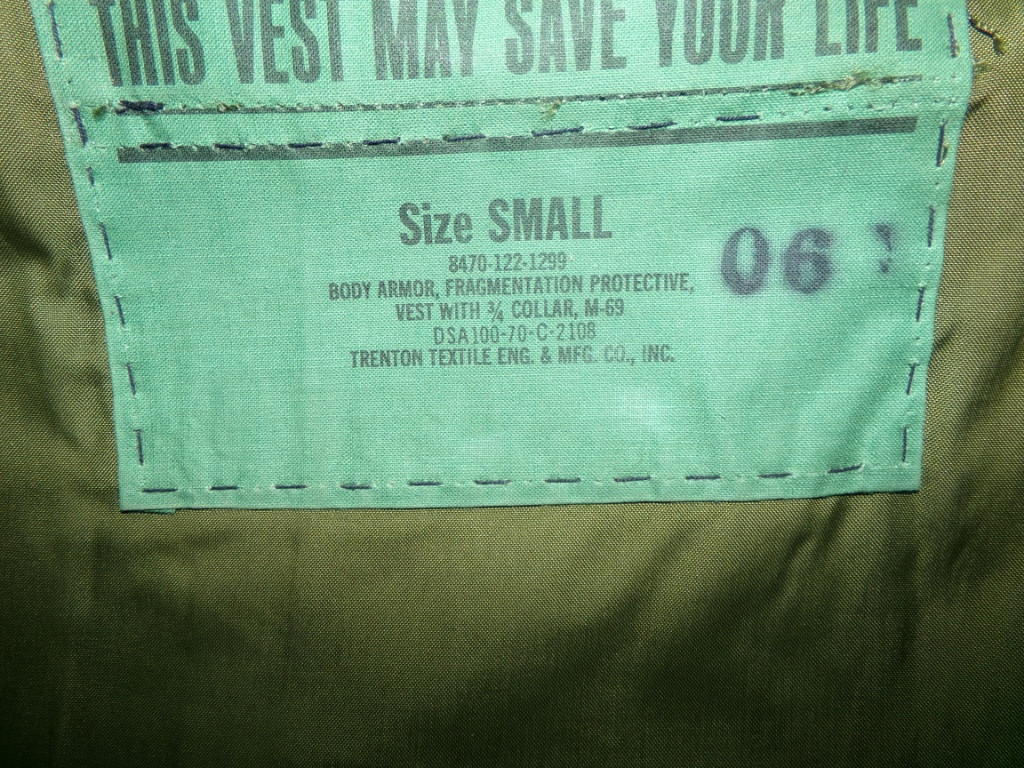 THIS VEST MAY SAVE YOUR LIFE
Size SMALL
8470-122-1299
06
BODY ARMOR, FRAGMENTATION PROTECTIVE,
VEST WITH ¾ COLLAR, M-69
DSA100-70-C-2108
TRENTON TEXTILE ENG. & MFG. CO., INC.